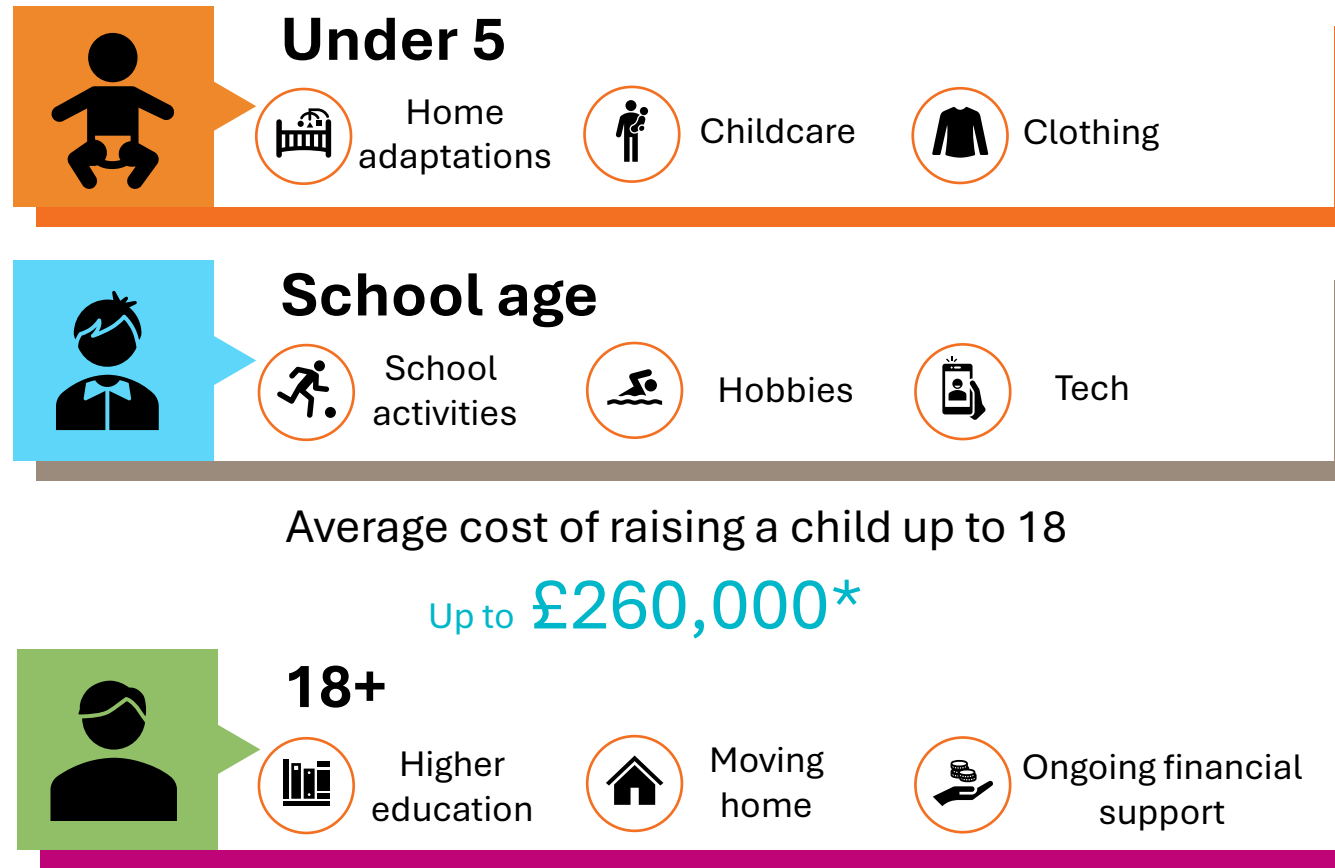 Under 5
Home
adaptations
Childcare
Clothing
School age
School
activities
Hobbies
Tech
Average cost of raising a child up to 18
Up to £260,000*
18+
Higher
education
Moving
home
Ongoing financial
support